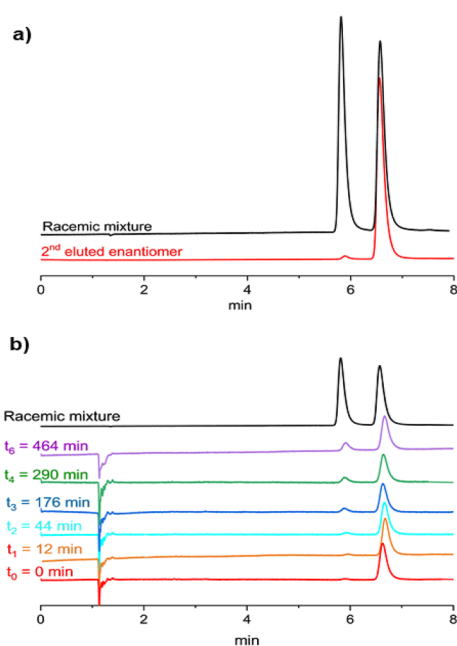 a)
Racemic mixture
2nd eluted enantiomer
0 2 4 6 8
min
b)
Racemic mixture
t6 = 464 min
t4 = 290 min
t3 = 176 min
t2 = 44 min
t1 = 12 min
t0 = 0 min
0 2 4 6 8
min